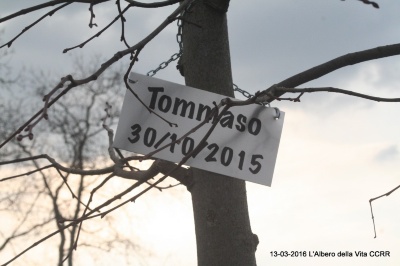 Tommaso
30/10/2015
13-03-2016 L'Albero della Vita CCRR